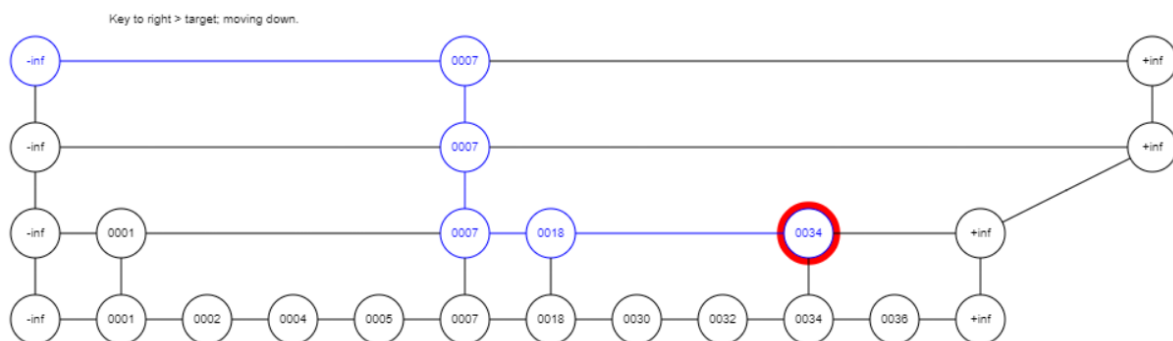 Key to right > target; moving down.
-inf 0007 +inf
-inf 0007 +inf
-inf 0001 0007 0018 0034 +inf
-inf 0001 0002 0004 0005 0007 0018 0030 0032 0034 0036 +inf